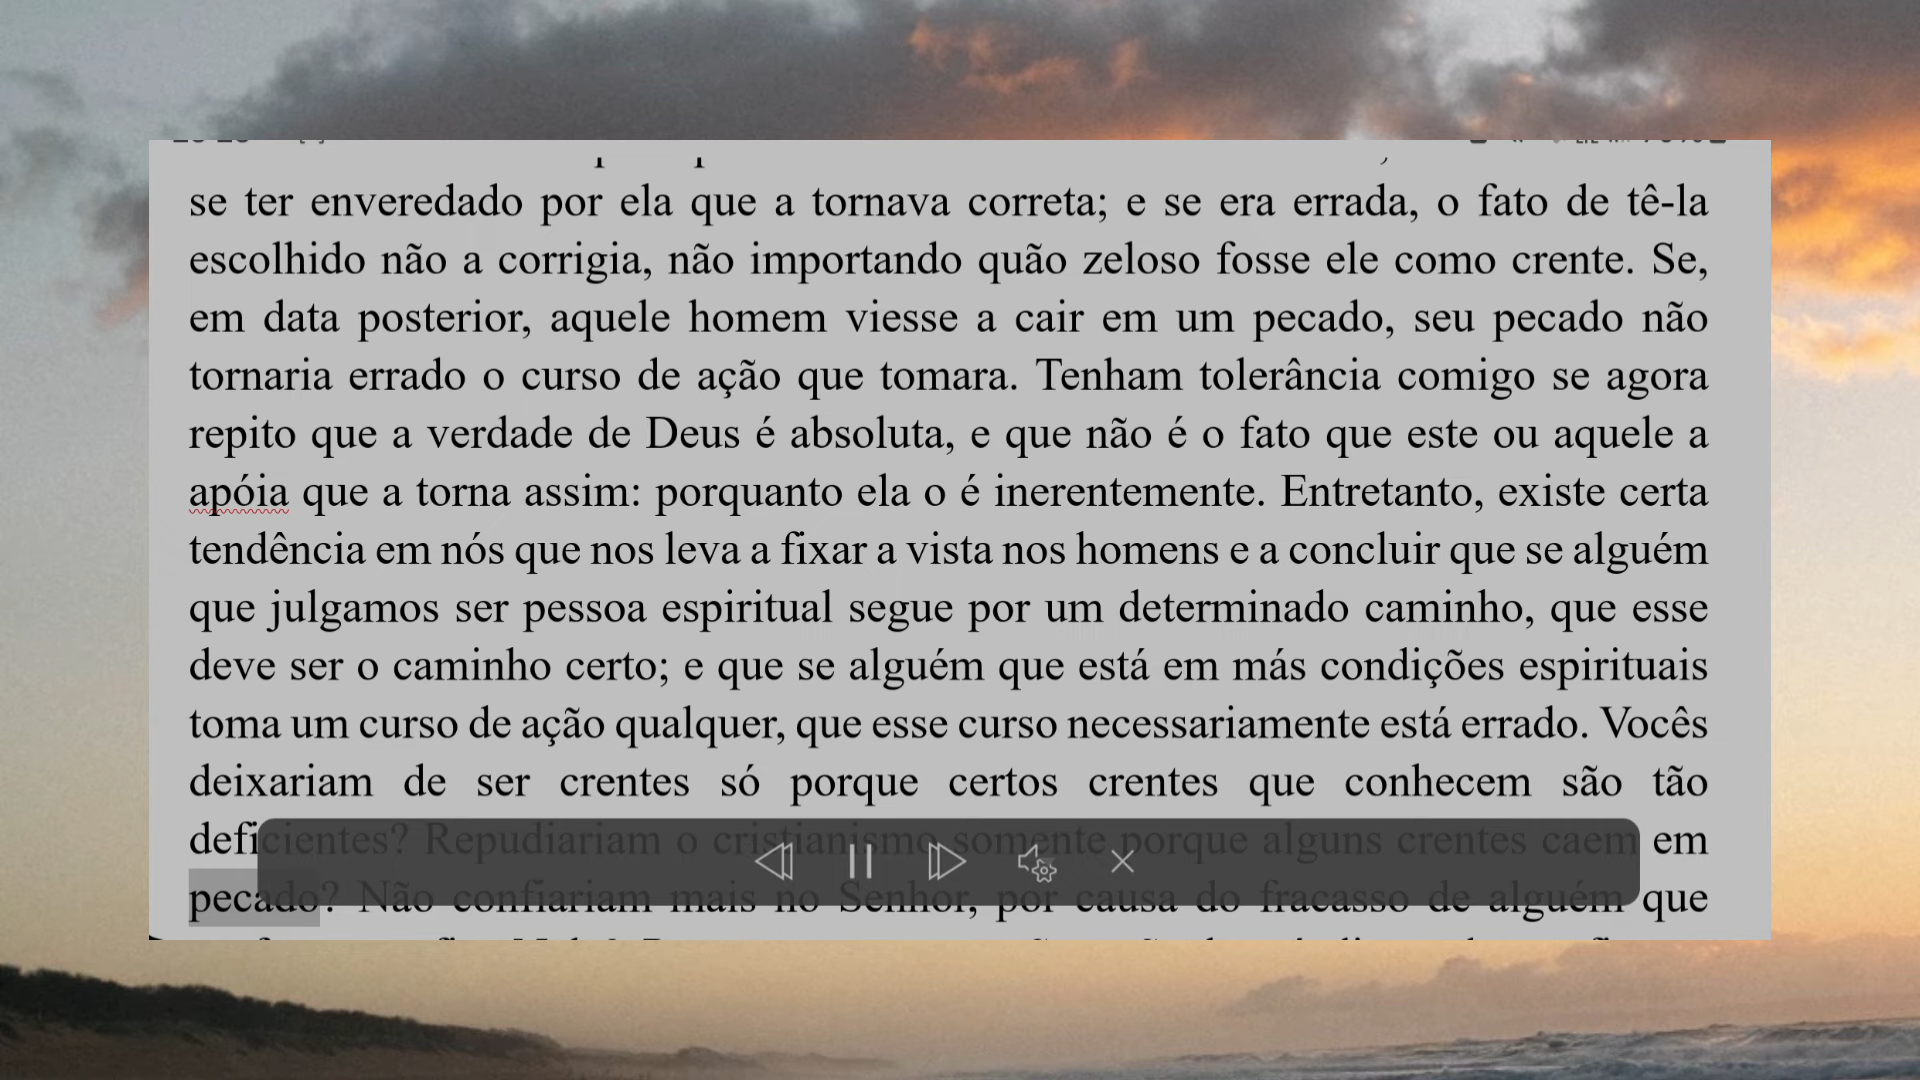 se ter enveredado por ela que a tornava correta; e se era errada, o fato de tê-la
escolhido não a corrigia, não importando quão zeloso fosse ele como crente. Se,
em data posterior, aquele homem viesse a cair em um pecado, seu pecado não
tornaria errado o curso de ação que tomara. Tenham tolerância comigo se agora
repito que a verdade de Deus é absoluta, e que não é o fato que este ou aquele a
apóia que a torna assim: porquanto ela o é inerentemente. Entretanto, existe certa
tendência em nós que nos leva a fixar a vista nos homens e a concluir que se alguém
que julgamos ser pessoa espiritual segue por um determinado caminho, que esse
deve ser o caminho certo; e que se alguém que está em más condições espirituais
toma um curso de ação qualquer, que esse curso necessariamente está errado. Vocês
deixariam de ser crentes só porque certos crentes que conhecem são tão
deficientes? Repudiariam o cristianismo somente porque alguns crentes caem em
pecado? Não confiariam mais no Senhor, por causa do fracasso de alguém que